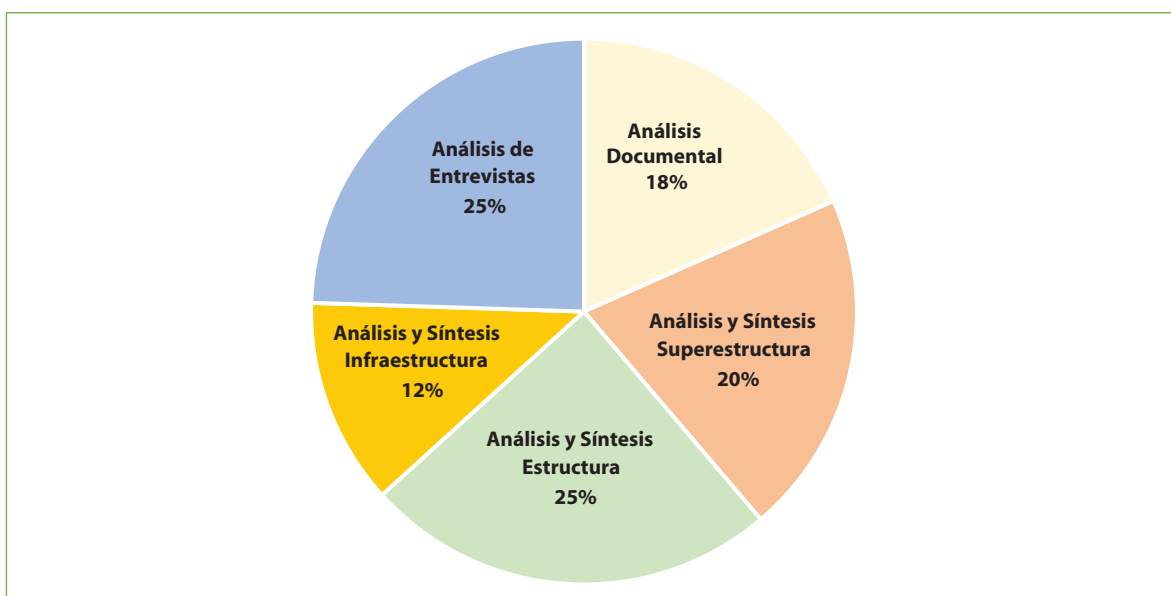 Análisis
Documental
18%
Análisis de
Entrevistas
25%
Análisis y Síntesis
Superestructura
20%
Análisis y Síntesis
Infraestructura
12%
Análisis y Síntesis
Estructura
25%